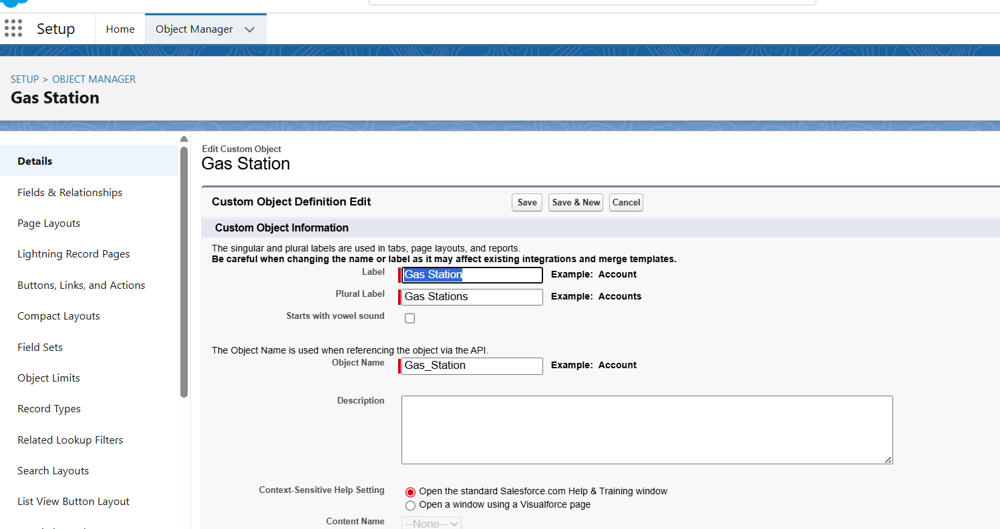 Setup
Home
Object Manager
SETUP > OBJECT MANAGER
Gas Station
Details
Fields & Relationships
Page Layouts
Lightning Record Pages
Buttons, Links, and Actions
Compact Layouts
Field Sets
Object Limits
Record Types
Related Lookup Filters
Search Layouts
List View Button Layout
Edit Custom Object
Gas Station
Custom Object Definition Edit
Save
Save & New
Cancel
Custom Object Information
The singular and plural labels are used in tabs, page layouts, and reports.
Be careful when changing the name or label as it may affect existing integrations and merge templates.
Label Gas Station Example: Account
Plural Label Gas Stations Example: Accounts
Starts with vowel sound
The Object Name is used when referencing the object via the API.
Object Name Gas_Station Example: Account
Description
Context-Sensitive Help Setting Open the standard Salesforce.com Help & Training window
Open a window using a Visualforce page
Content Name --None--